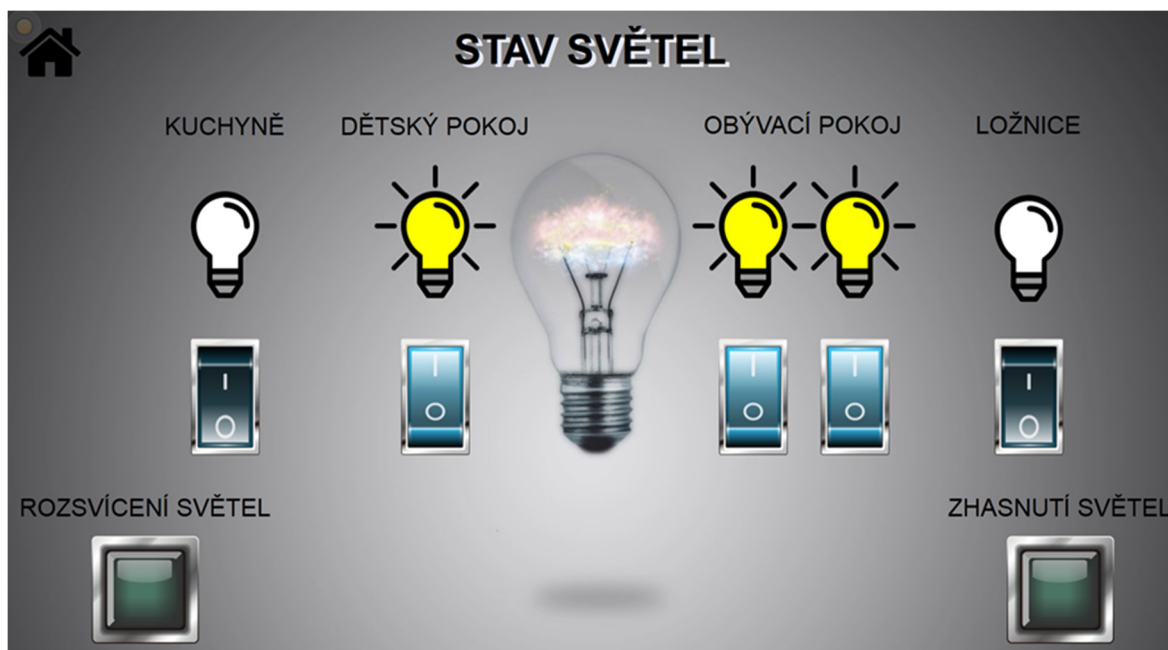 STAV SVĚTEL
KUCHYNĚ
DĚTSKÝ POKOJ
OBÝVACÍ POKOJ
LOŽNICE
ROZSVÍCENÍ SVĚTEL
ZHASNUTÍ SVĚTEL